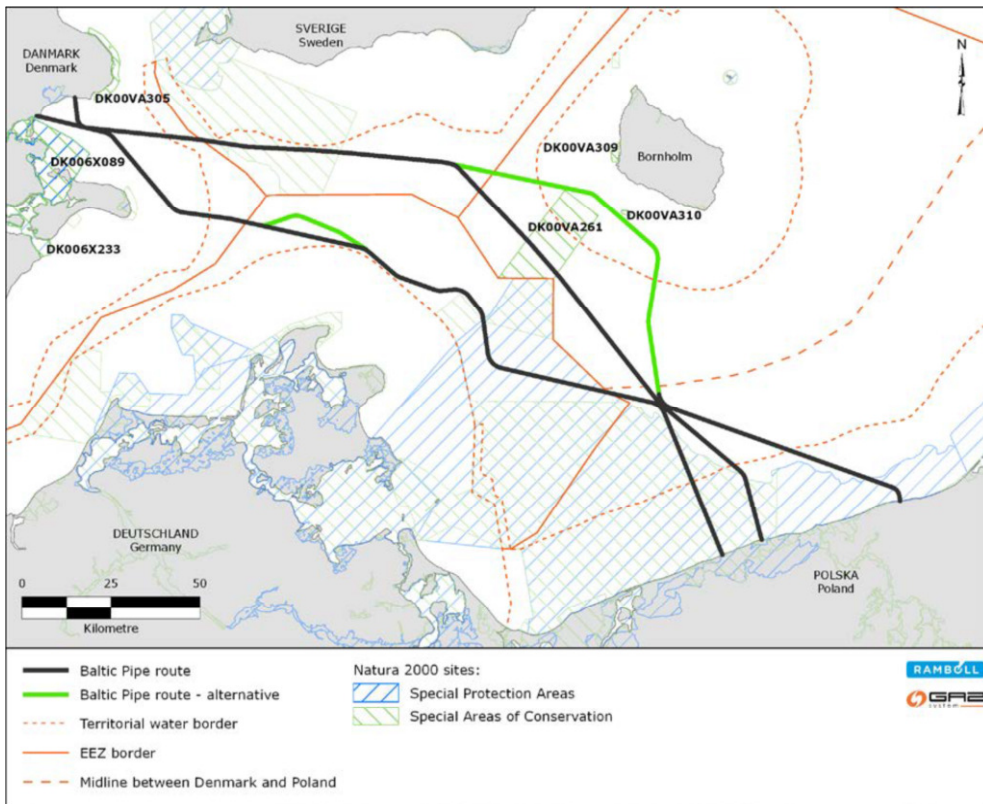 SVERIGE
Sweden
DANMARK
Denmark
N
DK00VA305
DK00VA309
Bornholm
DK006X089
DK00VA310
DK00VA261
DK006X233
DEUTSCHLAND
Germany
POLSKA
Poland
0 25 50
Kilometre
Baltic Pipe route
Baltic Pipe route - alternative
Territorial water border
EEZ border
Midline between Denmark and Poland
Natura 2000 sites:
Special Protection Areas
Special Areas of Conservation
RAMBOLL
GAZ
system